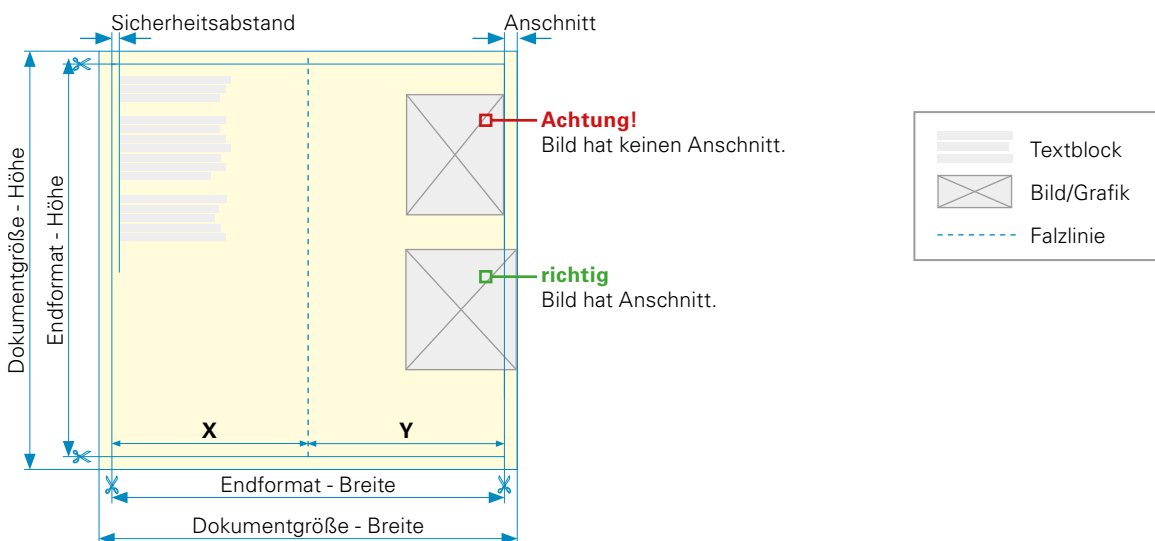 Sicherheitsabstand
Anschnitt
Dokumentgröße - Höhe
Endformat - Höhe
Achtung!
Bild hat keinen Anschnitt.
richtig
Bild hat Anschnitt.
Textblock
Bild/Grafik
Falzlinie
X
Y
Endformat - Breite
Dokumentgröße - Breite